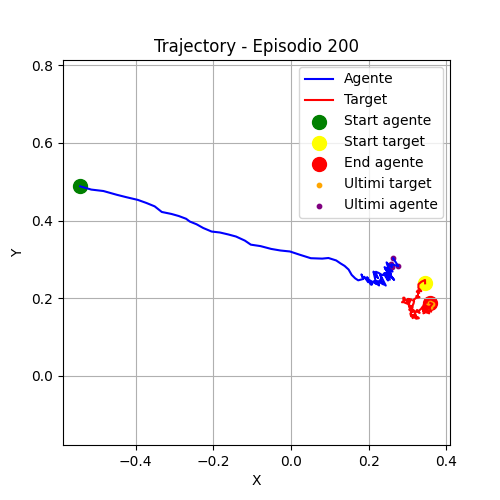 Trajectory - Episodio 200
Agente
Target
Start agente
Start target
End agente
Ultimi target
Ultimi agente
0.8
0.6
0.4
0.2
0.0
Y
−0.4
−0.2
0.0
0.2
0.4
X